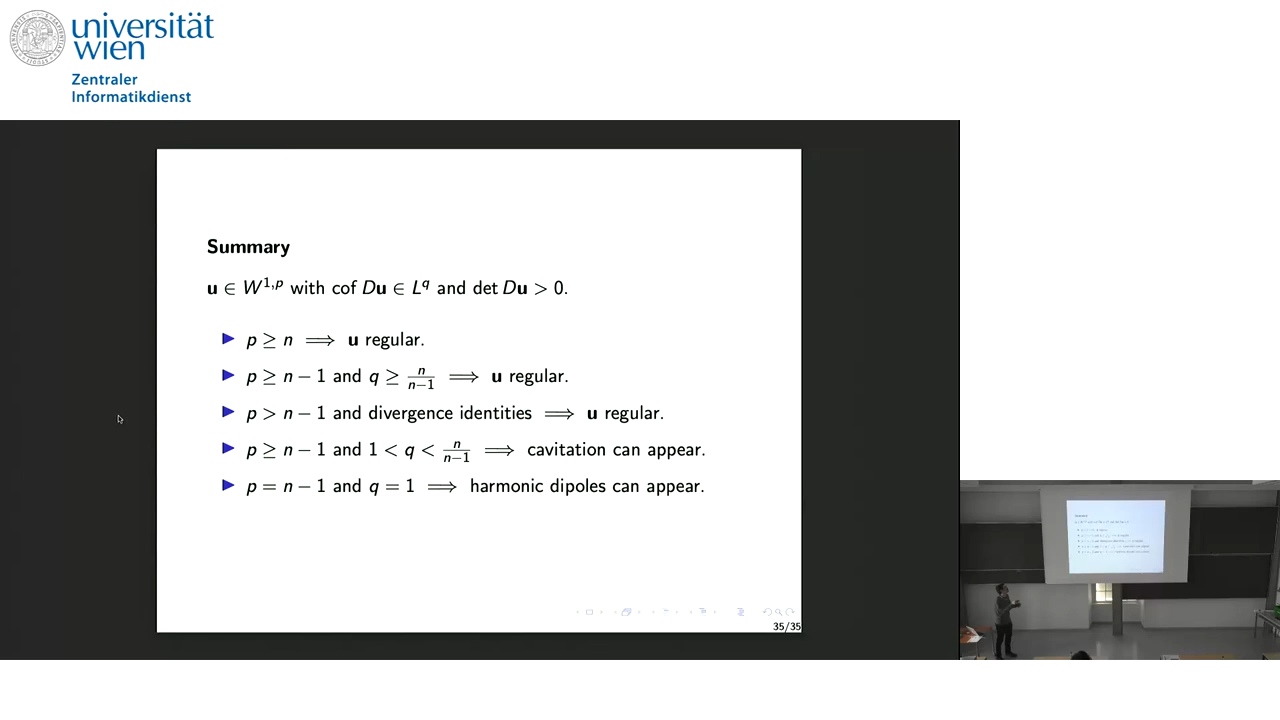 universität
wien
Zentraler
Informatikdienst
Summary
u ∈ W^{1,p} with cof Du ∈ L^q and det Du > 0.
▶ p ≥ n ⟹ u regular.
▶ p ≥ n − 1 and q ≥ n/(n−1) ⟹ u regular.
▶ p > n − 1 and divergence identities ⟹ u regular.
▶ p ≥ n − 1 and 1 < q < n/(n−1) ⟹ cavitation can appear.
▶ p = n − 1 and q = 1 ⟹ harmonic dipoles can appear.
35/35